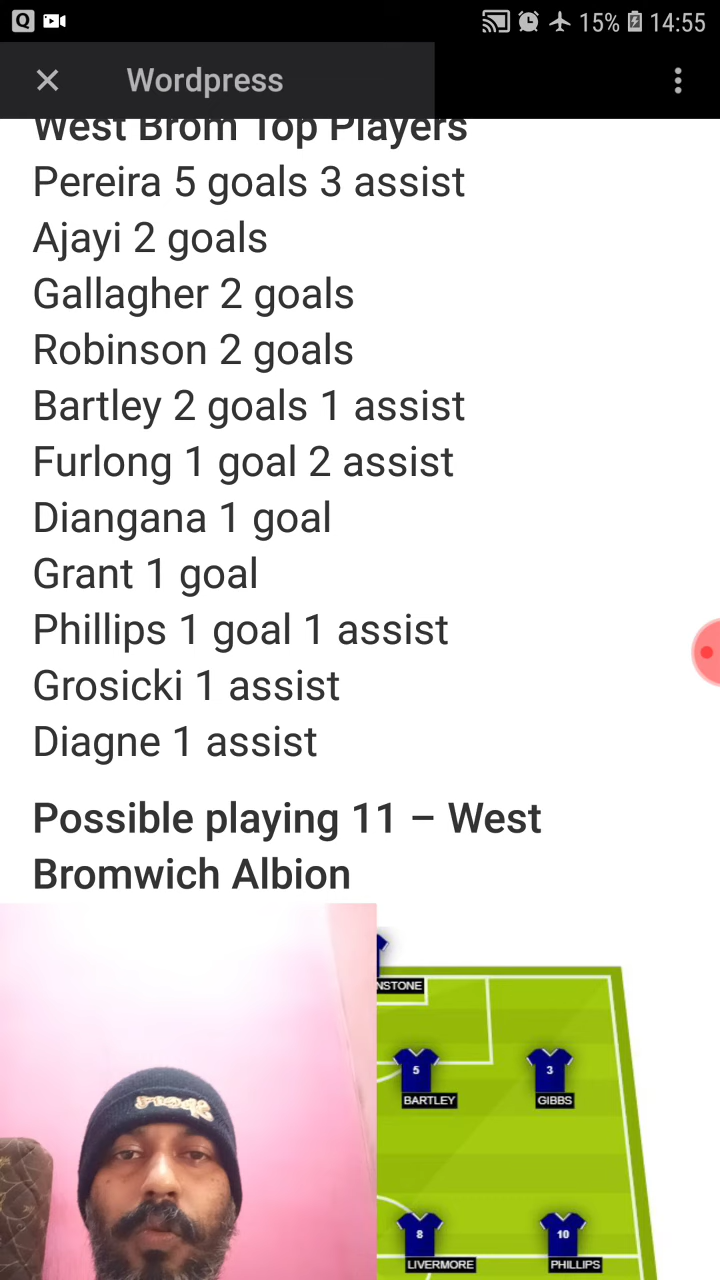 Q
15%
14:55
Wordpress
West Brom Top Players
Pereira 5 goals 3 assist
Ajayi 2 goals
Gallagher 2 goals
Robinson 2 goals
Bartley 2 goals 1 assist
Furlong 1 goal 2 assist
Diangana 1 goal
Grant 1 goal
Phillips 1 goal 1 assist
Grosicki 1 assist
Diagne 1 assist
Possible playing 11 – West
Bromwich Albion
NSTONE
5
3
BARTLEY
GIBBS
8
10
LIVERMORE
PHILLIPS